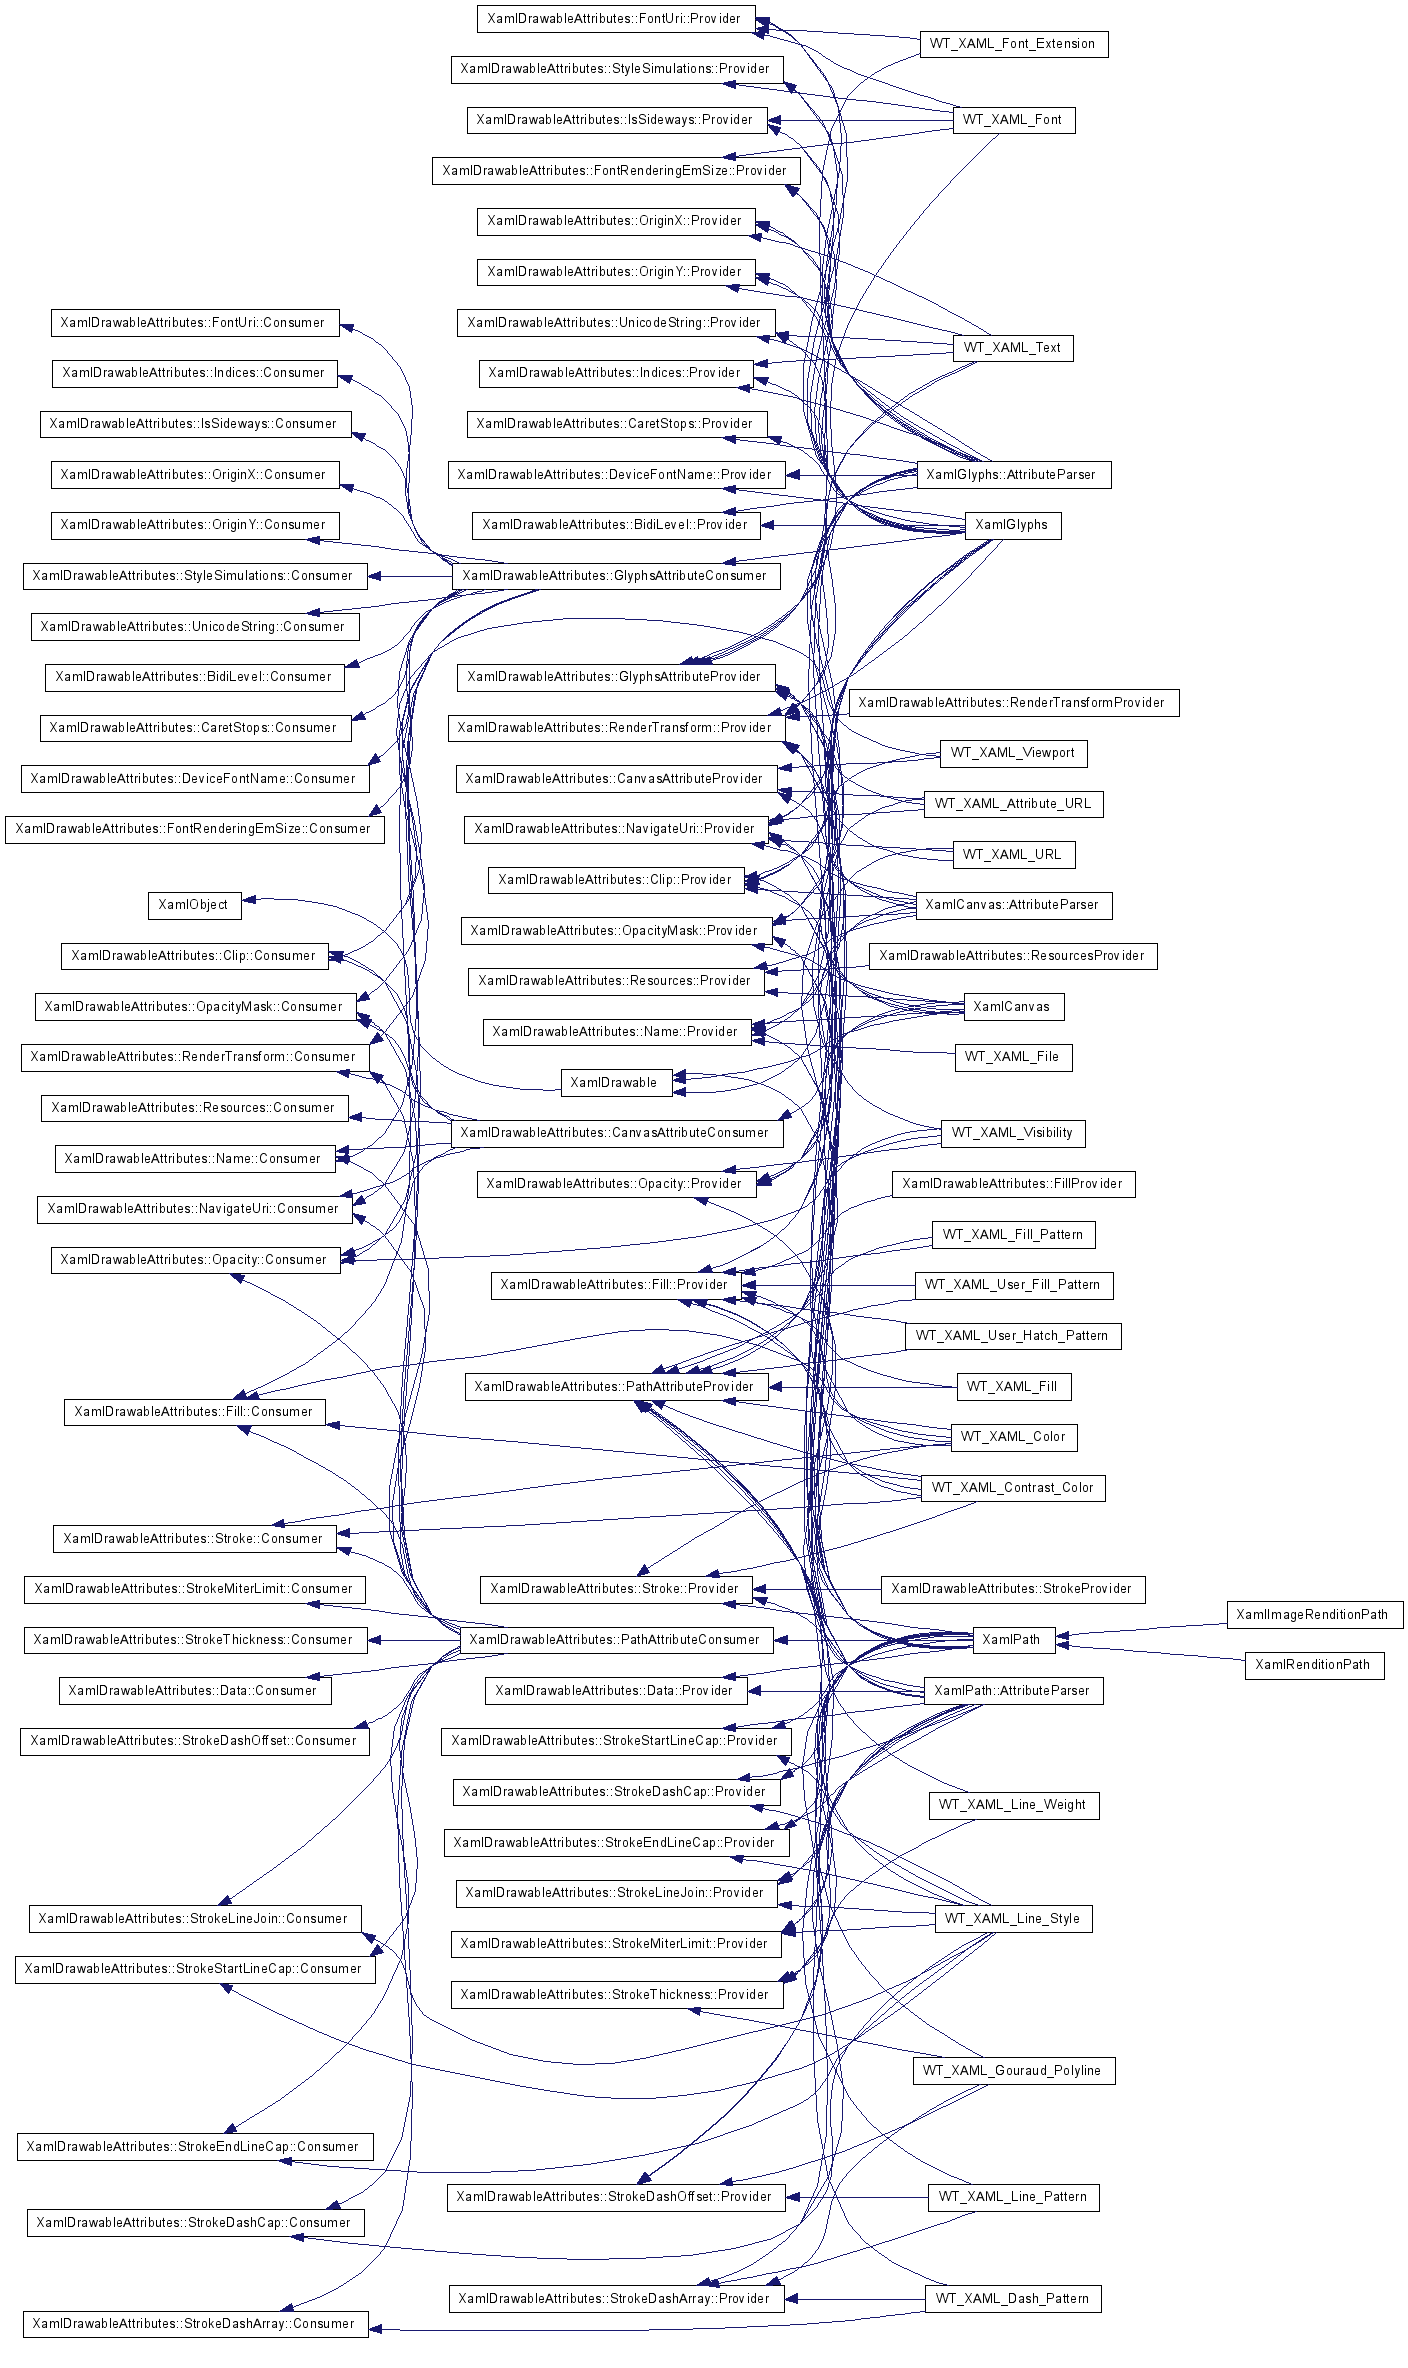 XamlDrawableAttributes::FontUri::Provider
WT_XAML_Font_Extension
XamlDrawableAttributes::StyleSimulations::Provider
XamlDrawableAttributes::IsSideways::Provider
WT_XAML_Font
XamlDrawableAttributes::FontRenderingEmSize::Provider
XamlDrawableAttributes::OriginX::Provider
XamlDrawableAttributes::OriginY::Provider
XamlDrawableAttributes::FontUri::Consumer
XamlDrawableAttributes::UnicodeString::Provider
WT_XAML_Text
XamlDrawableAttributes::Indices::Consumer
XamlDrawableAttributes::Indices::Provider
XamlDrawableAttributes::IsSideways::Consumer
XamlDrawableAttributes::CaretStops::Provider
XamlDrawableAttributes::OriginX::Consumer
XamlDrawableAttributes::DeviceFontName::Provider
XamlGlyphs::AttributeParser
XamlDrawableAttributes::OriginY::Consumer
XamlDrawableAttributes::BidiLevel::Provider
XamlGlyphs
XamlDrawableAttributes::StyleSimulations::Consumer
XamlDrawableAttributes::GlyphsAttributeConsumer
XamlDrawableAttributes::UnicodeString::Consumer
XamlDrawableAttributes::BidiLevel::Consumer
XamlDrawableAttributes::GlyphsAttributeProvider
XamlDrawableAttributes::RenderTransformProvider
XamlDrawableAttributes::CaretStops::Consumer
XamlDrawableAttributes::RenderTransform::Provider
WT_XAML_Viewport
XamlDrawableAttributes::DeviceFontName::Consumer
XamlDrawableAttributes::CanvasAttributeProvider
WT_XAML_Attribute_URL
XamlDrawableAttributes::FontRenderingEmSize::Consumer
XamlDrawableAttributes::NavigateUri::Provider
WT_XAML_URL
XamlDrawableAttributes::Clip::Provider
XamlObject
XamlCanvas::AttributeParser
XamlDrawableAttributes::OpacityMask::Provider
XamlDrawableAttributes::Clip::Consumer
XamlDrawableAttributes::ResourcesProvider
XamlDrawableAttributes::Resources::Provider
XamlDrawableAttributes::OpacityMask::Consumer
XamlCanvas
XamlDrawableAttributes::Name::Provider
XamlDrawableAttributes::RenderTransform::Consumer
WT_XAML_File
XamlDrawable
XamlDrawableAttributes::Resources::Consumer
XamlDrawableAttributes::CanvasAttributeConsumer
WT_XAML_Visibility
XamlDrawableAttributes::Name::Consumer
XamlDrawableAttributes::Opacity::Provider
XamlDrawableAttributes::FillProvider
XamlDrawableAttributes::NavigateUri::Consumer
WT_XAML_Fill_Pattern
XamlDrawableAttributes::Opacity::Consumer
XamlDrawableAttributes::Fill::Provider
WT_XAML_User_Fill_Pattern
WT_XAML_User_Hatch_Pattern
XamlDrawableAttributes::PathAttributeProvider
WT_XAML_Fill
XamlDrawableAttributes::Fill::Consumer
WT_XAML_Color
WT_XAML_Contrast_Color
XamlDrawableAttributes::Stroke::Consumer
XamlDrawableAttributes::StrokeMiterLimit::Consumer
XamlDrawableAttributes::Stroke::Provider
XamlDrawableAttributes::StrokeProvider
XamlImageRenditionPath
XamlDrawableAttributes::StrokeThickness::Consumer
XamlDrawableAttributes::PathAttributeConsumer
XamlPath
XamlRenditionPath
XamlDrawableAttributes::Data::Consumer
XamlDrawableAttributes::Data::Provider
XamlPath::AttributeParser
XamlDrawableAttributes::StrokeDashOffset::Consumer
XamlDrawableAttributes::StrokeStartLineCap::Provider
XamlDrawableAttributes::StrokeDashCap::Provider
WT_XAML_Line_Weight
XamlDrawableAttributes::StrokeEndLineCap::Provider
XamlDrawableAttributes::StrokeLineJoin::Provider
XamlDrawableAttributes::StrokeLineJoin::Consumer
WT_XAML_Line_Style
XamlDrawableAttributes::StrokeMiterLimit::Provider
XamlDrawableAttributes::StrokeStartLineCap::Consumer
XamlDrawableAttributes::StrokeThickness::Provider
WT_XAML_Gouraud_Polyline
XamlDrawableAttributes::StrokeEndLineCap::Consumer
XamlDrawableAttributes::StrokeDashOffset::Provider
WT_XAML_Line_Pattern
XamlDrawableAttributes::StrokeDashCap::Consumer
XamlDrawableAttributes::StrokeDashArray::Provider
WT_XAML_Dash_Pattern
XamlDrawableAttributes::StrokeDashArray::Consumer